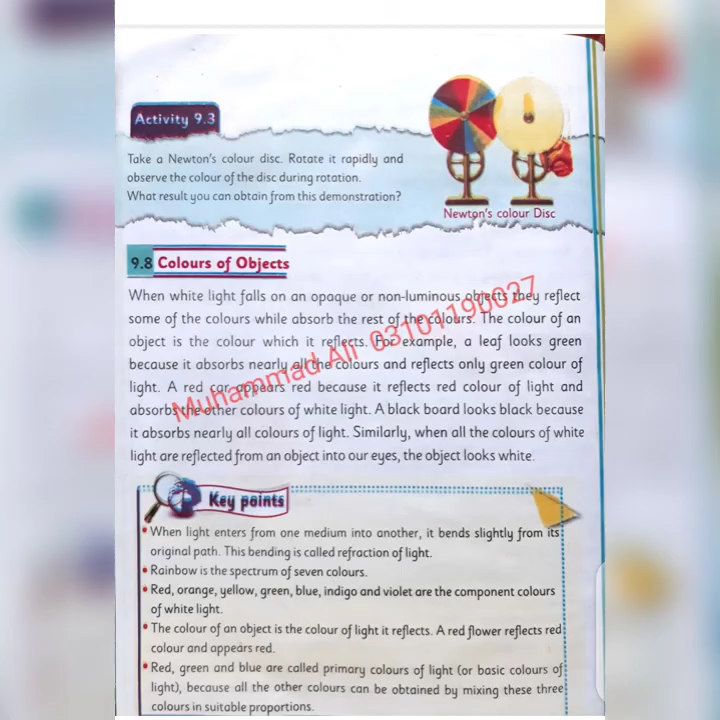 Activity 9.3
Take a Newton's colour disc. Rotate it rapidly and
observe the colour of the disc during rotation.
What result you can obtain from this demonstration?
Newton's colour Disc
9.8 Colours of Objects
When white light falls on an opaque or non-luminous objects they reflect
some of the colours while absorb the rest of the colours. The colour of an
object is the colour which it reflects. For example, a leaf looks green
because it absorbs nearly all the colours and reflects only green colour of
light. A red car appears red because it reflects red colour of light and
absorbs the other colours of white light. A black board looks black because
it absorbs nearly all colours of light. Similarly, when all the colours of white
light are reflected from an object into our eyes, the object looks white.
Muhammad Ali 03101190027
Key points
• When light enters from one medium into another, it bends slightly from its
original path. This bending is called refraction of light.
• Rainbow is the spectrum of seven colours.
• Red, orange, yellow, green, blue, indigo and violet are the component colours
of white light.
• The colour of an object is the colour of light it reflects. A red flower reflects red
colour and appears red.
• Red, green and blue are called primary colours of light (or basic colours of
light), because all the other colours can be obtained by mixing these three
colours in suitable proportions.